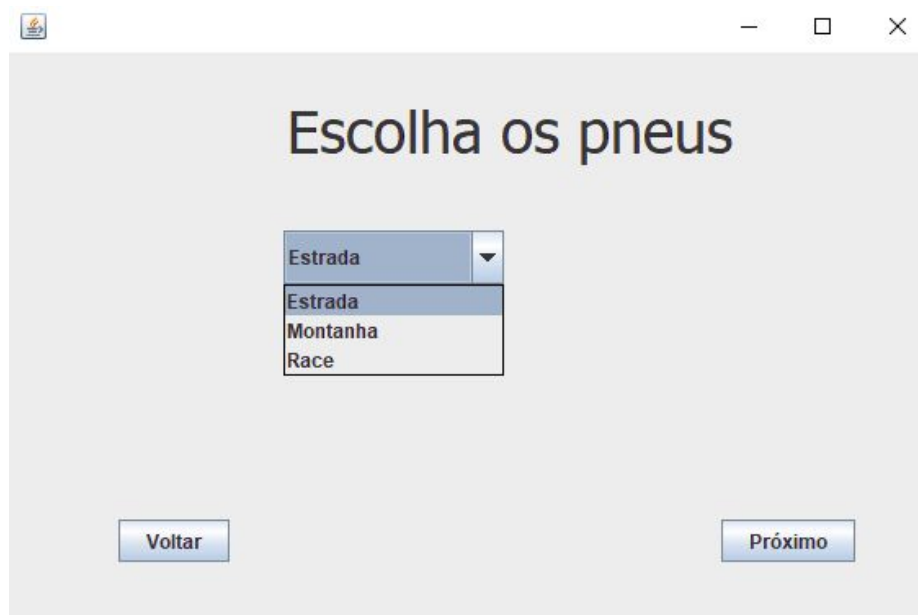 Escolha os pneus
Estrada
Estrada
Montanha
Race
Voltar
Próximo